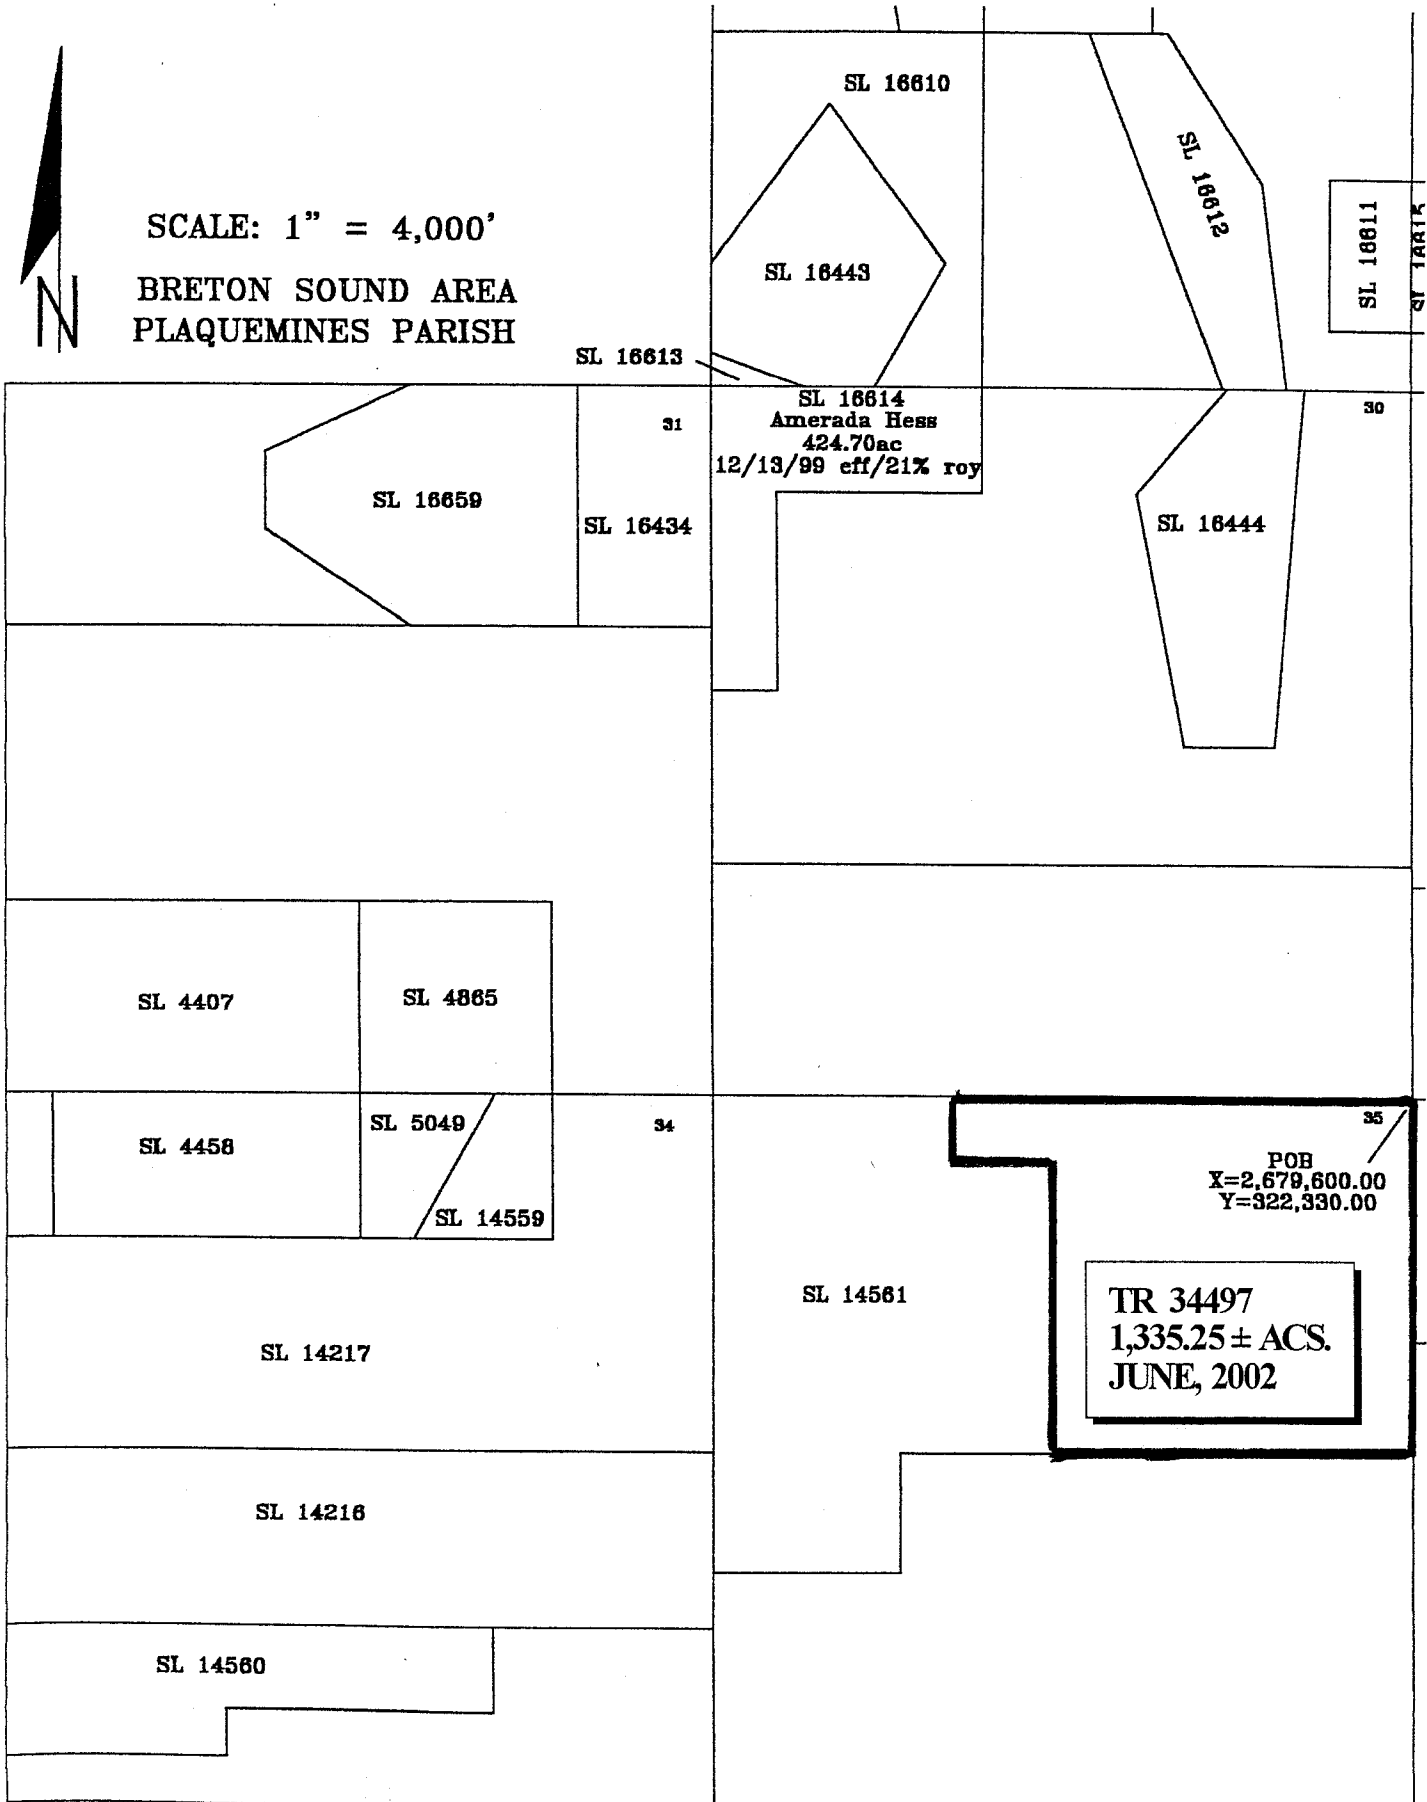 SL 16610
SL 16612
SL 16611
SL 16615
SCALE: 1" = 4,000'
BRETON SOUND AREA
PLAQUEMINES PARISH
N
SL 16443
SL 16613
SL 16614
Amerada Hess
424.70ac
12/13/99 eff/21% roy
31
30
SL 16659
SL 16434
SL 16444
SL 4407
SL 4865
SL 4458
SL 5049
SL 14559
34
35
POB
X=2,679,600.00
Y=322,330.00
SL 14561
TR 34497
1,335.25 ± ACS.
JUNE, 2002
SL 14217
SL 14216
SL 14560